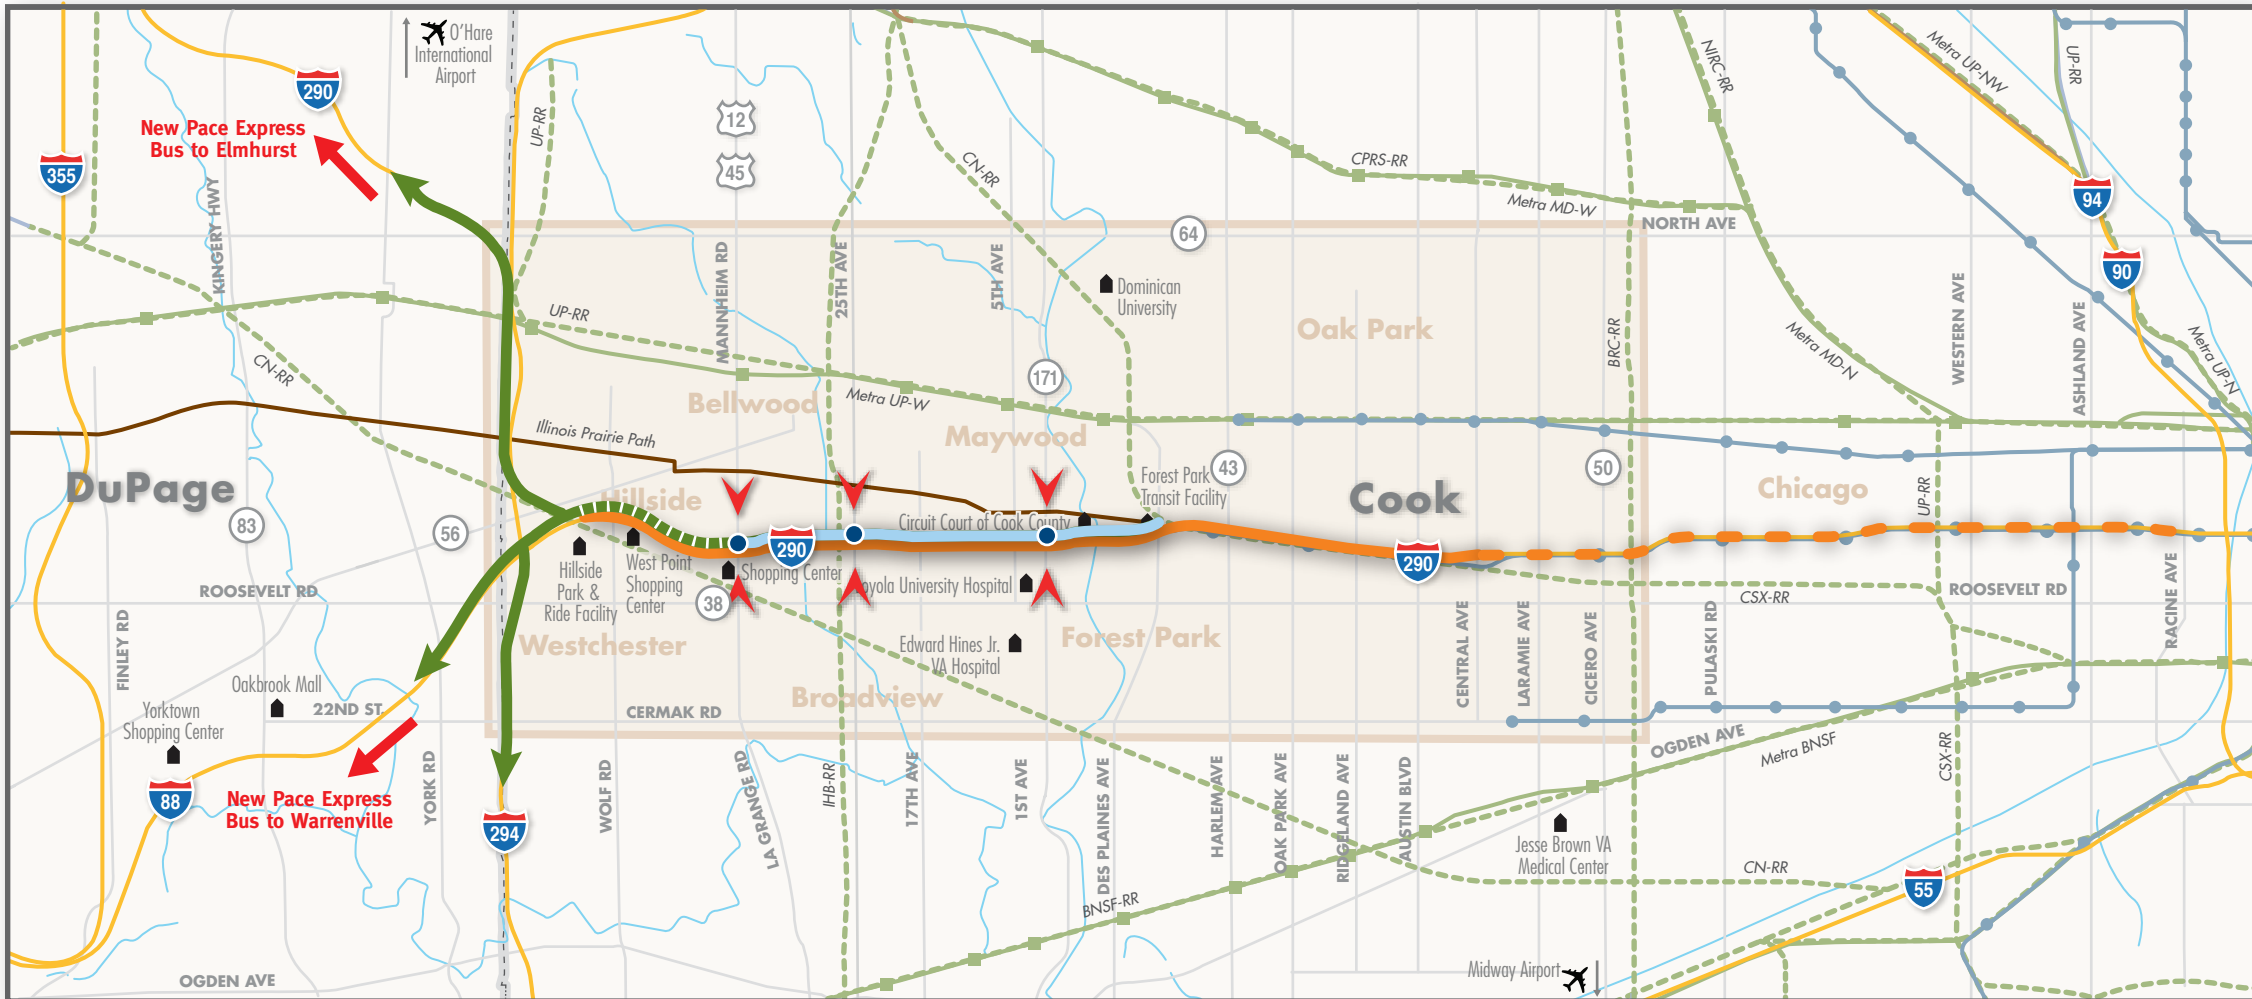 O'Hare
International
Airport
290
New Pace Express
Bus to Elmhurst
355
KINGERY HWY
UP-RR
12
45
CN-RR
CPRS-RR
Metra MD-W
NIRC-RR
Metra UP-NW
UP-RR
94
90
NORTH AVE
64
MANNHEIM RD
25TH AVE
5TH AVE
Dominican
University
Oak Park
BRC-RR
Metra MD-N
WESTERN AVE
ASHLAND AVE
Metra UP-N
UP-RR
CN-RR
171
Metra UP-W
Bellwood
Maywood
Illinois Prairie Path
DuPage
83
56
Hillside
Forest Park
Transit Facility
43
Cook
50
Chicago
UP-RR
Circuit Court of Cook County
290
290
Hillside
Park &
Ride Facility
West Point
Shopping
Center
Shopping Center
38
Loyola University Hospital
ROOSEVELT RD
CSX-RR
ROOSEVELT RD
FINLEY RD
Westchester
Edward Hines Jr.
VA Hospital
Forest Park
CENTRAL AVE
LARAMIE AVE
CICERO AVE
PULASKI RD
RACINE AVE
Oakbrook Mall
22ND ST.
Yorktown
Shopping Center
Broadview
CERMAK RD
OGDEN AVE
Metra BNSF
CSX-RR
88
New Pace Express
Bus to Warrenville
YORK RD
294
WOLF RD
LA GRANGE RD
IHB-RR
17TH AVE
1ST AVE
DES PLAINES AVE
HARLEM AVE
OAK PARK AVE
RIDGELAND AVE
AUSTIN BLVD
Jesse Brown VA
Medical Center
CN-RR
55
BNSF-RR
OGDEN AVE
Midway Airport